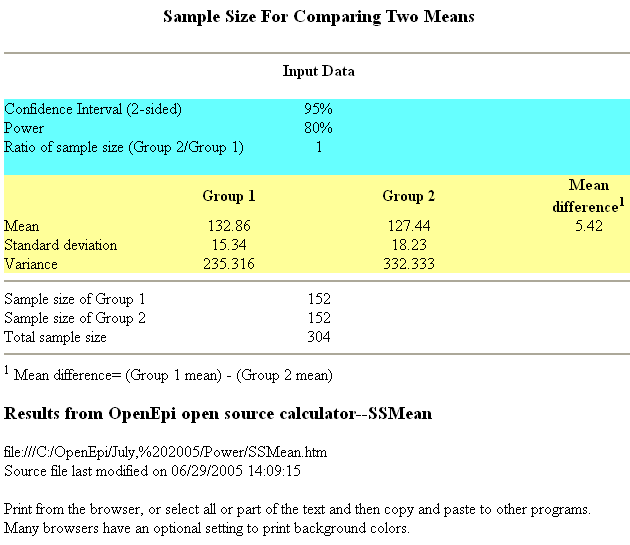 Sample Size For Comparing Two Means
Input Data
Confidence Interval (2-sided) 95%
Power 80%
Ratio of sample size (Group 2/Group 1) 1
Group 1 Group 2 Mean difference1
Mean 132.86 127.44 5.42
Standard deviation 15.34 18.23
Variance 235.316 332.333
Sample size of Group 1 152
Sample size of Group 2 152
Total sample size 304
1 Mean difference= (Group 1 mean) - (Group 2 mean)
Results from OpenEpi open source calculator--SSMean
file:///C:/OpenEpi/July,%202005/Power/SSMean.htm
Source file last modified on 06/29/2005 14:09:15
Print from the browser, or select all or part of the text and then copy and paste to other programs.
Many browsers have an optional setting to print background colors.